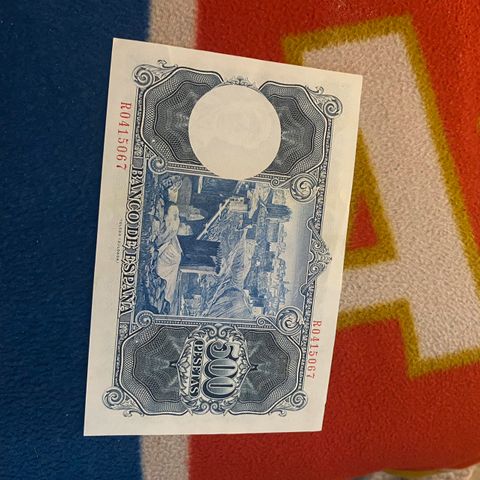 R0415067
BANCO DE ESPAÑA
500
PESETAS
R0415067
A